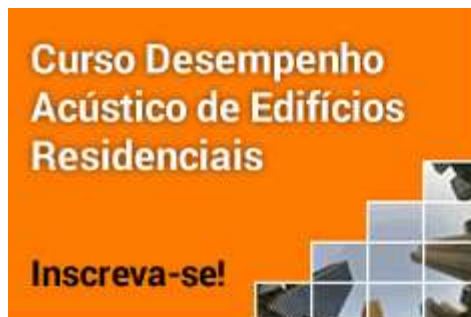 Curso Desempenho
Acústico de Edifícios
Residenciais
Inscreva-se!